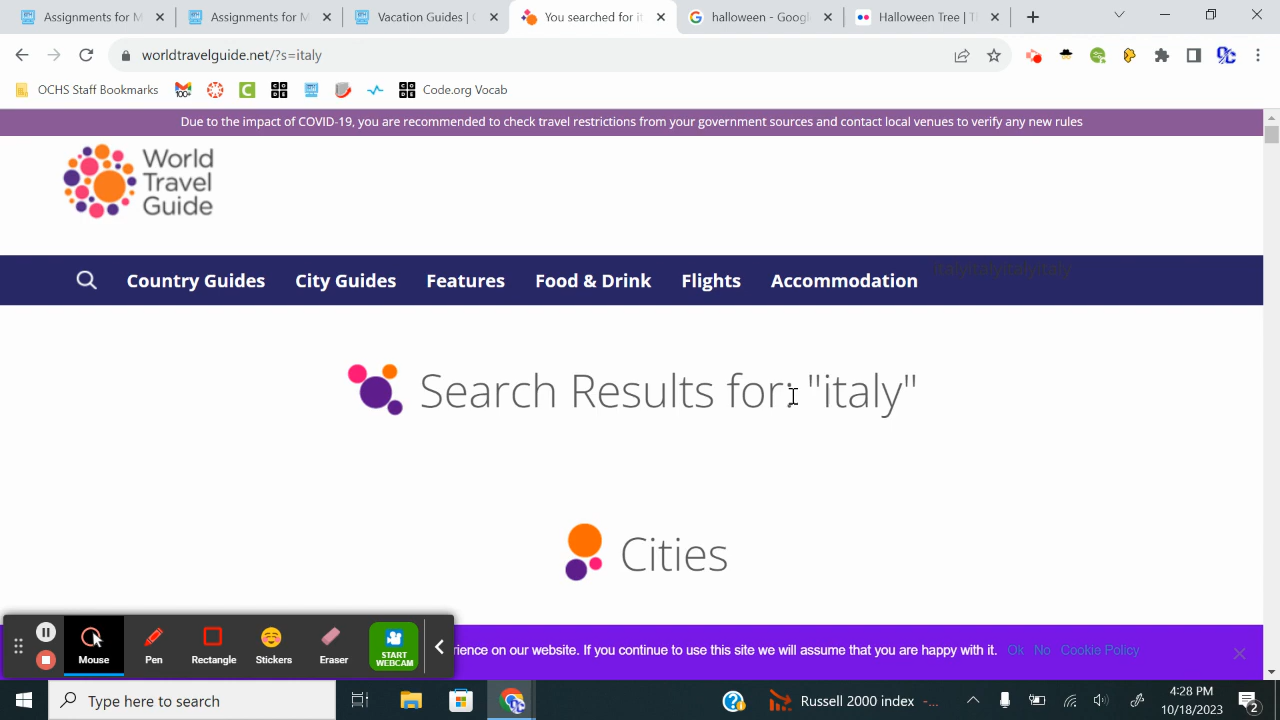 Assignments for M
Assignments for M
Vacation Guides | C
You searched for it
halloween - Googl
Halloween Tree | Th
worldtravelguide.net/?s=italy
OCHS Staff Bookmarks
100+
Code.org Vocab
Due to the impact of COVID-19, you are recommended to check travel restrictions from your government sources and contact local venues to verify any new rules
World
Travel
Guide
Country Guides City Guides Features Food & Drink Flights Accommodation
Search Results for: "italy"
Cities
rience on our website. If you continue to use this site we will assume that you are happy with it. Ok No Cookie Policy
Mouse Pen Rectangle Stickers Eraser START
WEBCAM
Type here to search
Russell 2000 index -...
4:28 PM
10/18/2023
2